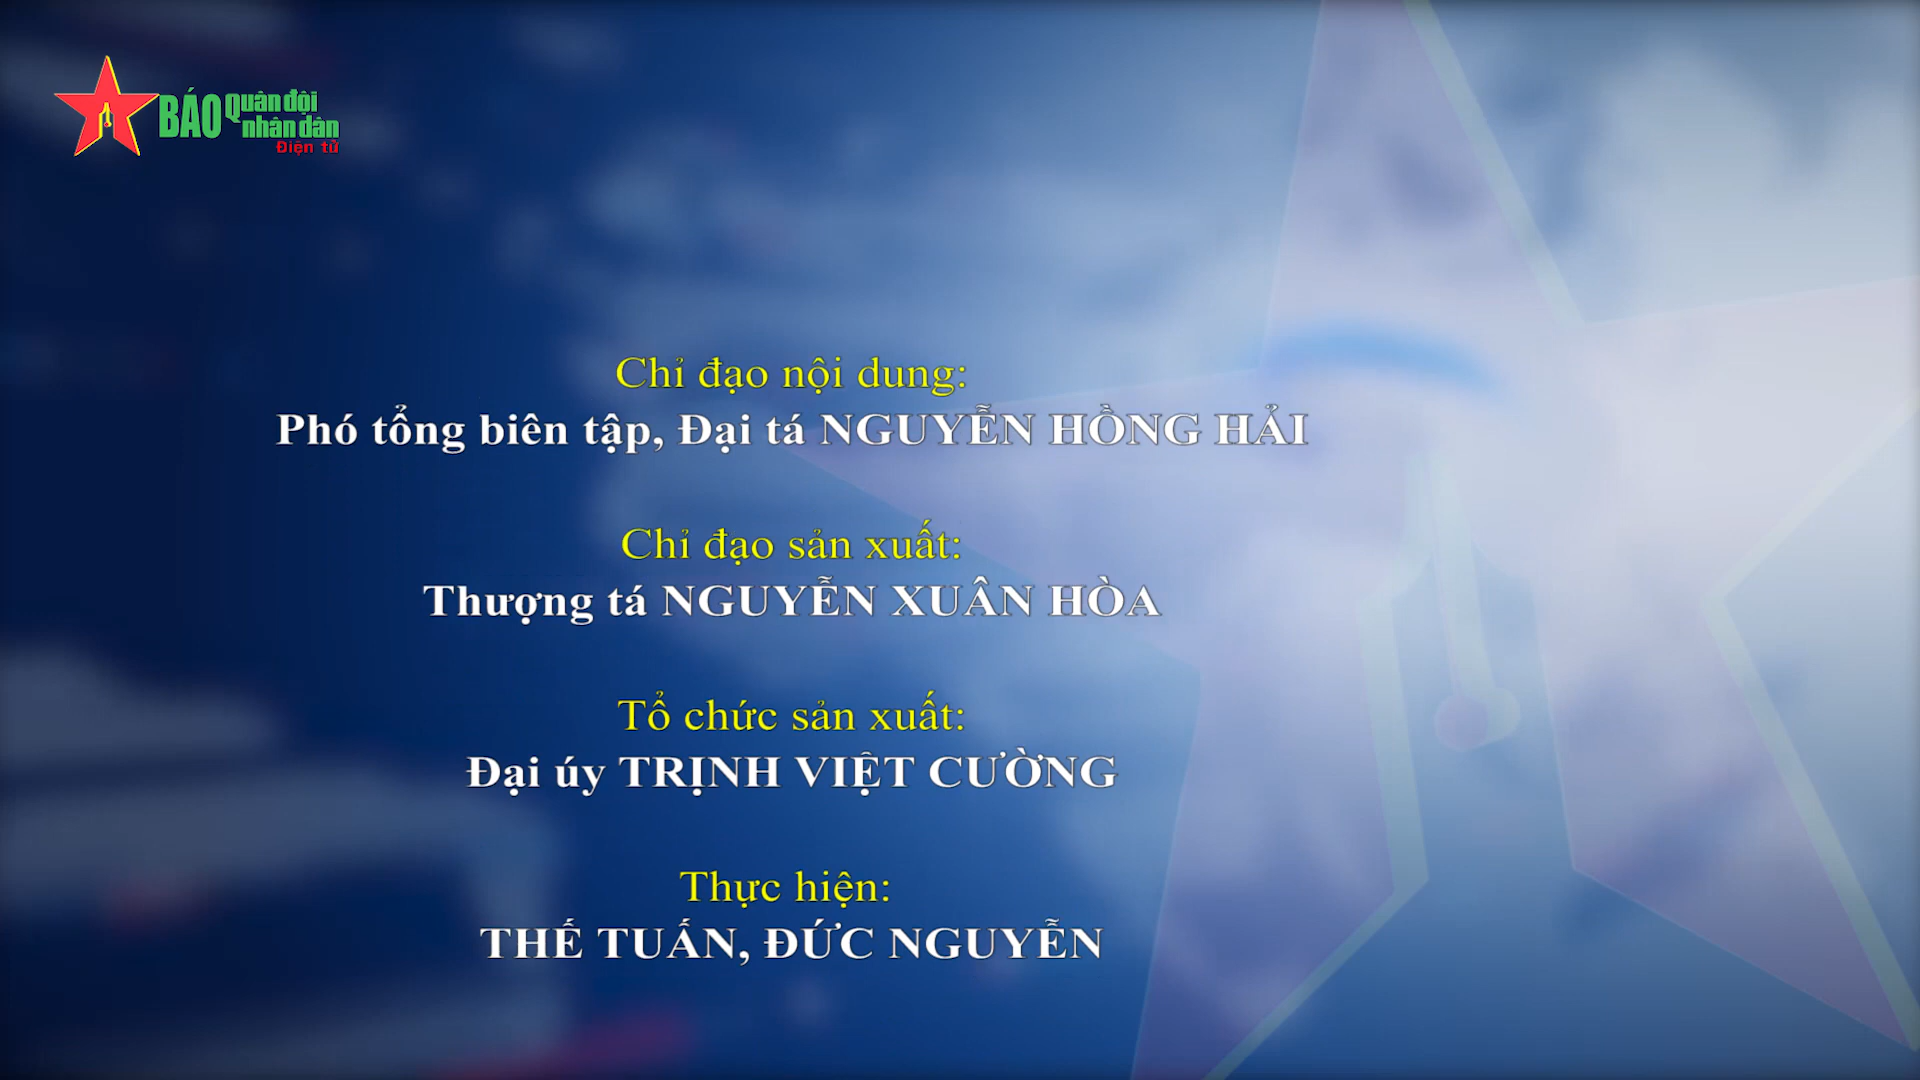 BÁO Quân đội
nhân dân
Điện tử
Chỉ đạo nội dung:
Phó tổng biên tập, Đại tá NGUYỄN HỒNG HẢI
Chỉ đạo sản xuất:
Thượng tá NGUYỄN XUÂN HÒA
Tổ chức sản xuất:
Đại úy TRỊNH VIỆT CƯỜNG
Thực hiện:
THẾ TUẤN, ĐỨC NGUYỄN